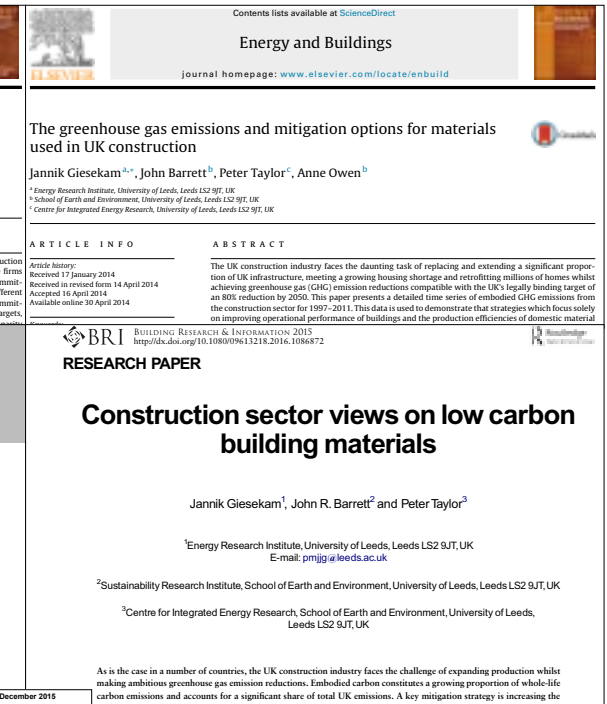 Contents lists available at ScienceDirect
Energy and Buildings
journal homepage: www.elsevier.com/locate/enbuild
ELSEVIER
The greenhouse gas emissions and mitigation options for materials
used in UK construction
Jannik Giesekam a,*, John Barrett b, Peter Taylor c, Anne Owen b
a Energy Research Institute, University of Leeds, Leeds LS2 9JT, UK
b School of Earth and Environment, University of Leeds, Leeds LS2 9JT, UK
c Centre for Integrated Energy Research, University of Leeds, Leeds LS2 9JT, UK
ARTICLE INFO
Article history:
Received 17 January 2014
Received in revised form 14 April 2014
Accepted 16 April 2014
Available online 30 April 2014
ABSTRACT
The UK construction industry faces the daunting task of replacing and extending a significant propor-
tion of UK infrastructure, meeting a growing housing shortage and retrofitting millions of homes whilst
achieving greenhouse gas (GHG) emission reductions compatible with the UK's legally binding target of
an 80% reduction by 2050. This paper presents a detailed time series of embodied GHG emissions from
the construction sector for 1997–2011. This data is used to demonstrate that strategies which focus solely
on improving operational performance of buildings and the production efficiencies of domestic material
uction
firms
mmit-
fferent
mmit-
argets,
BRI
BUILDING RESEARCH & INFORMATION 2015
http://dx.doi.org/10.1080/09613218.2016.1086872
RESEARCH PAPER
Construction sector views on low carbon
building materials
Jannik Giesekam1, John R. Barrett2 and Peter Taylor3
1Energy Research Institute, University of Leeds, Leeds LS2 9JT, UK
E-mail: pmjjg@leeds.ac.uk
2Sustainability Research Institute, School of Earth and Environment, University of Leeds, Leeds LS2 9JT, UK
3Centre for Integrated Energy Research, School of Earth and Environment, University of Leeds,
Leeds LS2 9JT, UK
As is the case in a number of countries, the UK construction industry faces the challenge of expanding production whilst
making ambitious greenhouse gas emission reductions. Embodied carbon constitutes a growing proportion of whole-life
carbon emissions and accounts for a significant share of total UK emissions. A key mitigation strategy is increasing the
December 2015